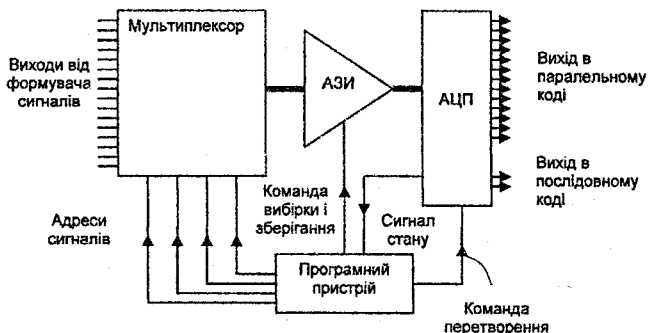 Мультиплексор
Виходи від
формувача
сигналів
АЗИ
АЦП
Вихід в
паралельному
коді
Вихід в
послідовному
коді
Адреси
сигналів
Команда
вибірки і
зберігання
Сигнал
стану
Програмний
пристрій
Команда
перетворення